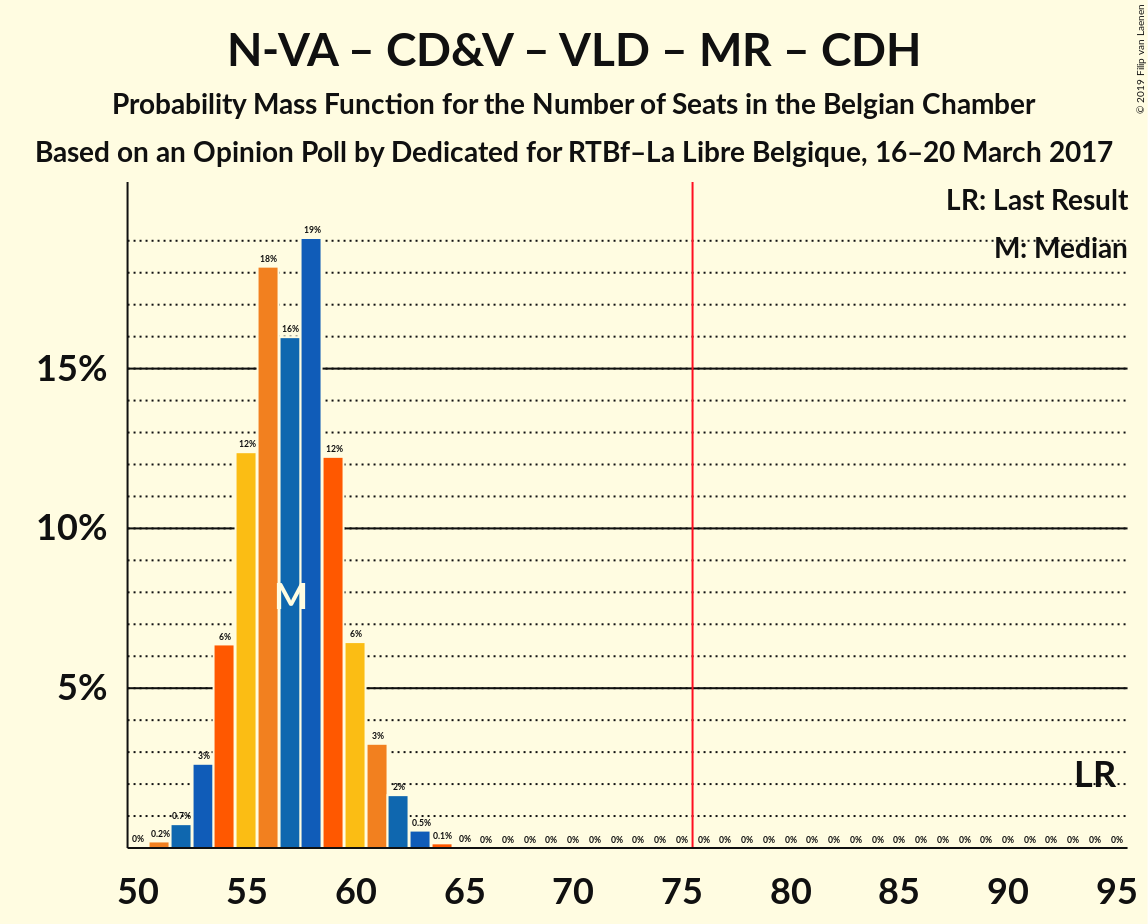 N-VA – CD&V – VLD – MR – CDH
Probability Mass Function for the Number of Seats in the Belgian Chamber
Based on an Opinion Poll by Dedicated for RTBf–La Libre Belgique, 16–20 March 2017
© 2019 Filip van Laenen
LR: Last Result
M: Median
15%
10%
5%
0% 0.2% 0.7% 3% 6% 12% 18% 16% 19% 12% 6% 3% 2% 0.5% 0.1% 0% 0% 0% 0% 0% 0% 0% 0% 0% 0% 0% 0% 0% 0% 0% 0% 0% 0% 0% 0% 0% 0% 0% 0% 0% 0% 0% 0% 0% 0% 0%
M
LR
50 55 60 65 70 75 80 85 90 95